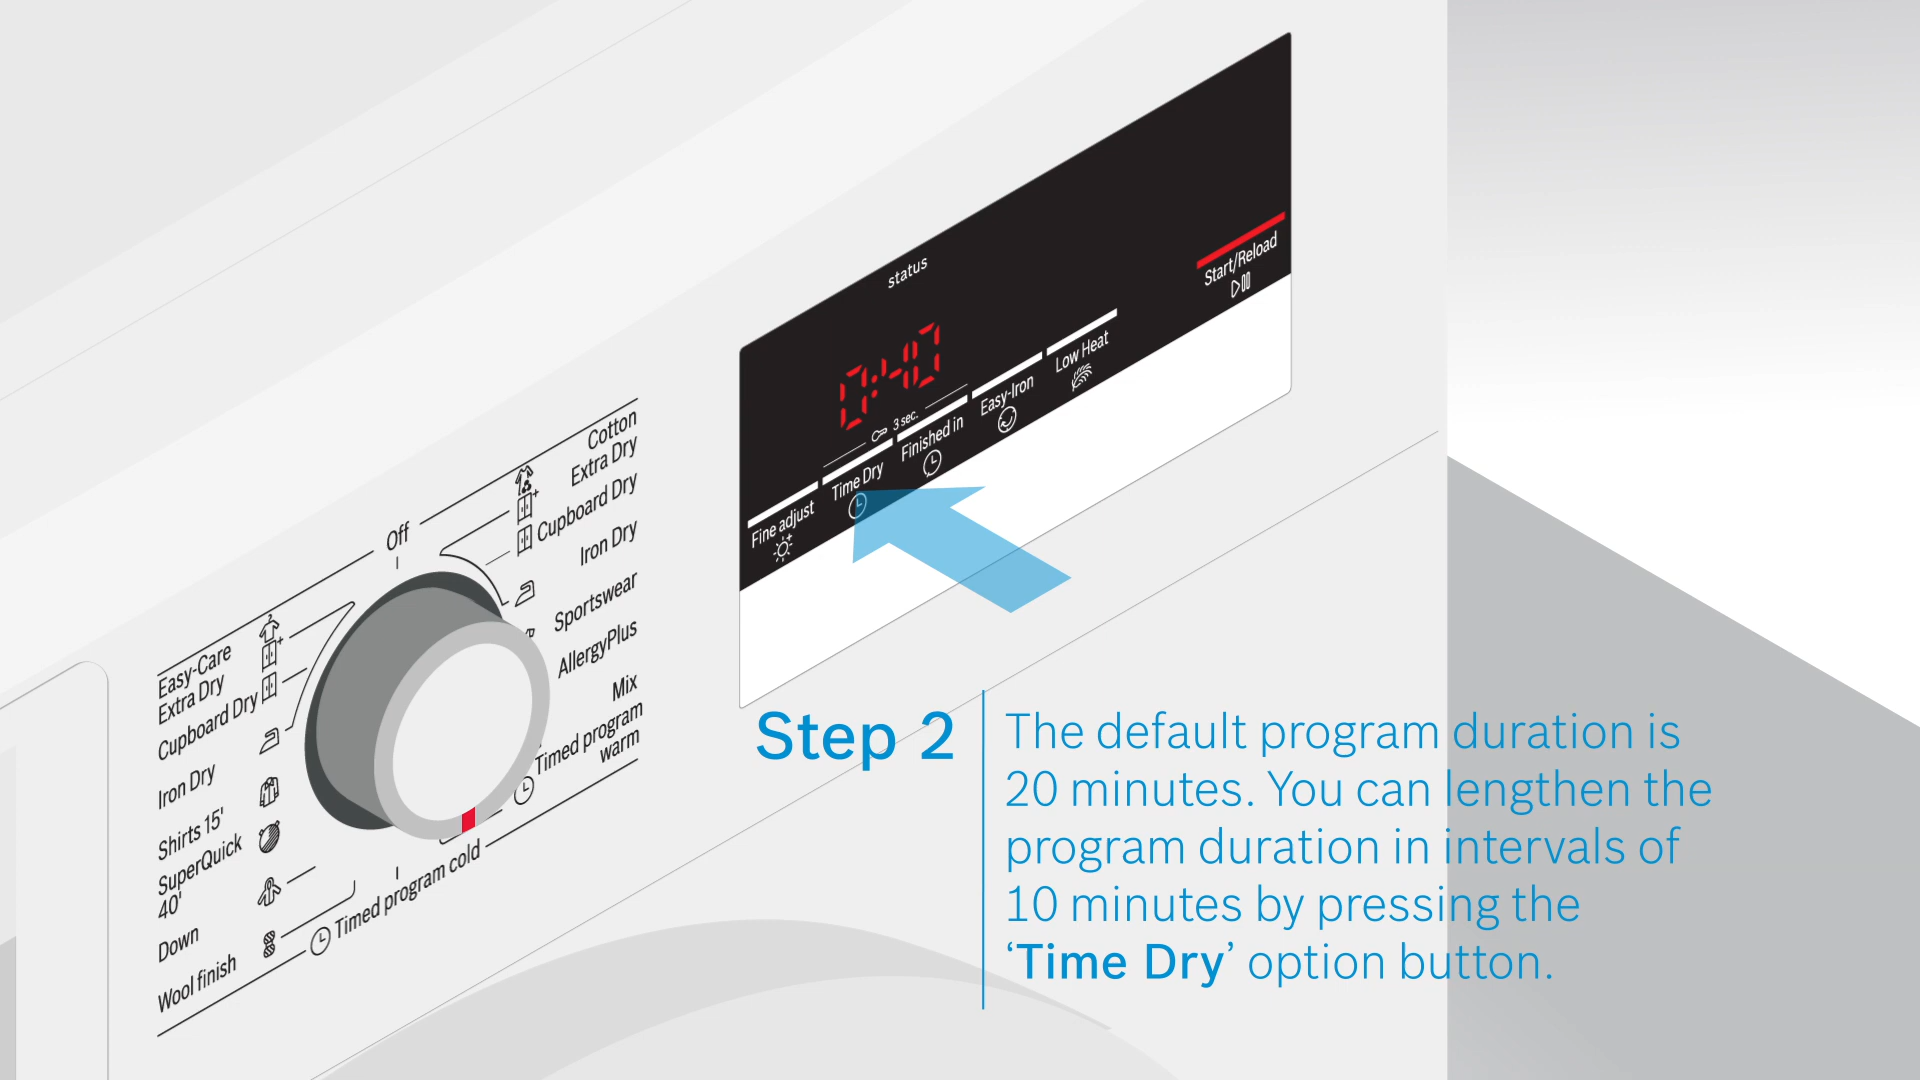 status
0:40
3 sec.
Fine adjust
Time Dry
Finished in
Easy-Iron
Low Heat
Start/Reload
Off
Cotton
Extra Dry
Cupboard Dry
Iron Dry
Sportswear
AllergyPlus
Mix
Timed program
warm
Easy-Care
Extra Dry
Cupboard Dry
Iron Dry
Shirts 15'
SuperQuick
40'
Down
Wool finish
Timed program cold
Step 2
The default program duration is
20 minutes. You can lengthen the
program duration in intervals of
10 minutes by pressing the
‘Time Dry’ option button.